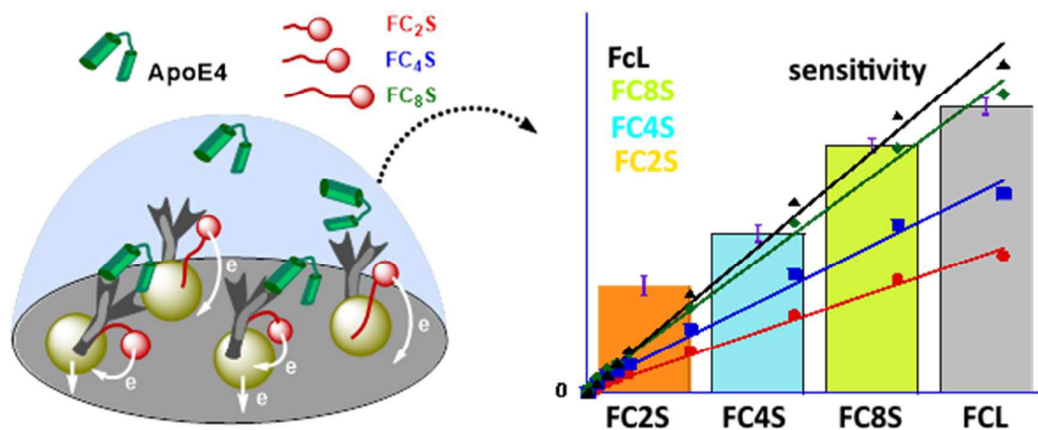 FC₂S
FC₄S
FC₈S
ApoE4
e
e
e
e
FcL
FC8S
FC4S
FC2S
sensitivity
0
FC2S FC4S FC8S FCL